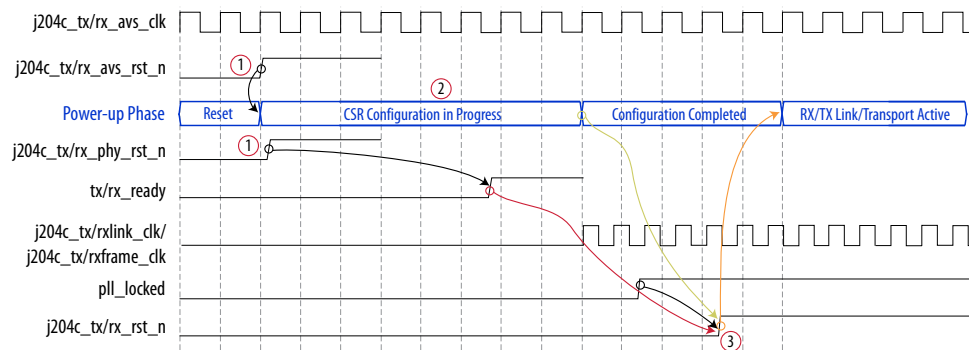 j204c_tx/rx_avs_clk
j204c_tx/rx_avs_rst_n
1
2
Power-up Phase
Reset
CSR Configuration in Progress
Configuration Completed
RX/TX Link/Transport Active
j204c_tx/rx_phy_rst_n
1
tx/rx_ready
j204c_tx/rxlink_clk/
j204c_tx/rxframe_clk
pll_locked
j204c_tx/rx_rst_n
3